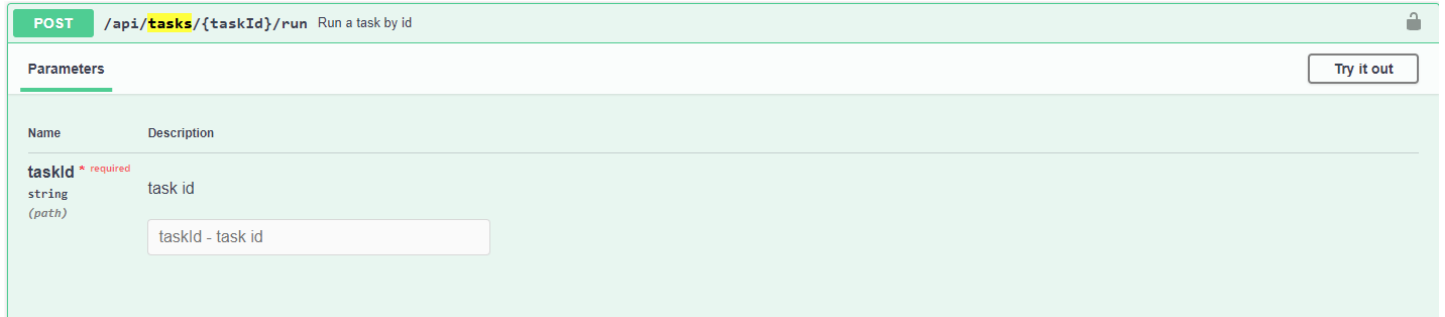 POST /api/tasks/{taskId}/run Run a task by id
Parameters Try it out
Name Description
taskId * required
string
(path)
task id
taskId - task id